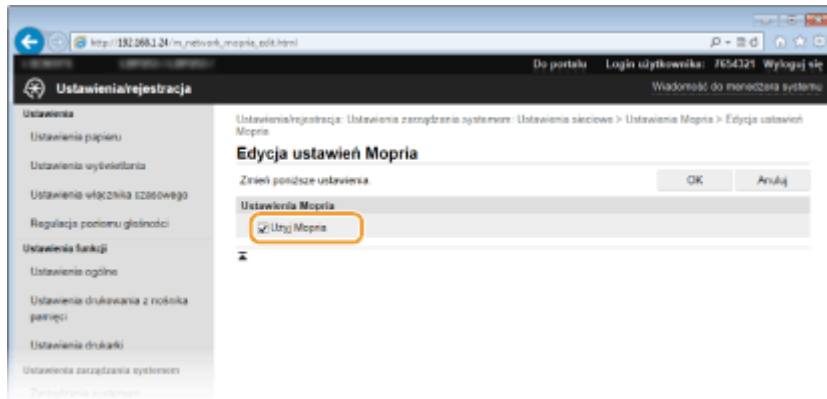 http://192.168.1.24/m_network_mopria_edit.html
Do portalu Login użytkownika: 7654321 Wyloguj się
Ustawienia/rejestracja
Wiadomość do menedżera systemu
Ustawienia
Ustawienia papieru
Ustawienia wyświetlania
Ustawienia włącznika czasowego
Regulacja poziomu głośności
Ustawienia funkcji
Ustawienia ogólne
Ustawienia drukowania z nośnika
pamięci
Ustawienia drukarki
Ustawienia zarządzania systemem
Zarządzanie systemem
Ustawienia/rejestracja: Ustawienia zarządzania systemem: Ustawienia sieciowe > Ustawienia Mopria > Edycja ustawień
Mopria
Edycja ustawień Mopria
Zmień poniższe ustawienia.
OK Anuluj
Ustawienia Mopria
Użyj Mopria